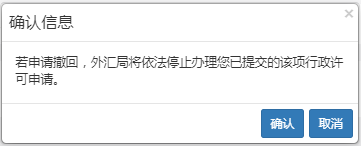 确认信息
×
若申请撤回，外汇局将依法停止办理您已提交的该项行政许
可申请。
确认 取消